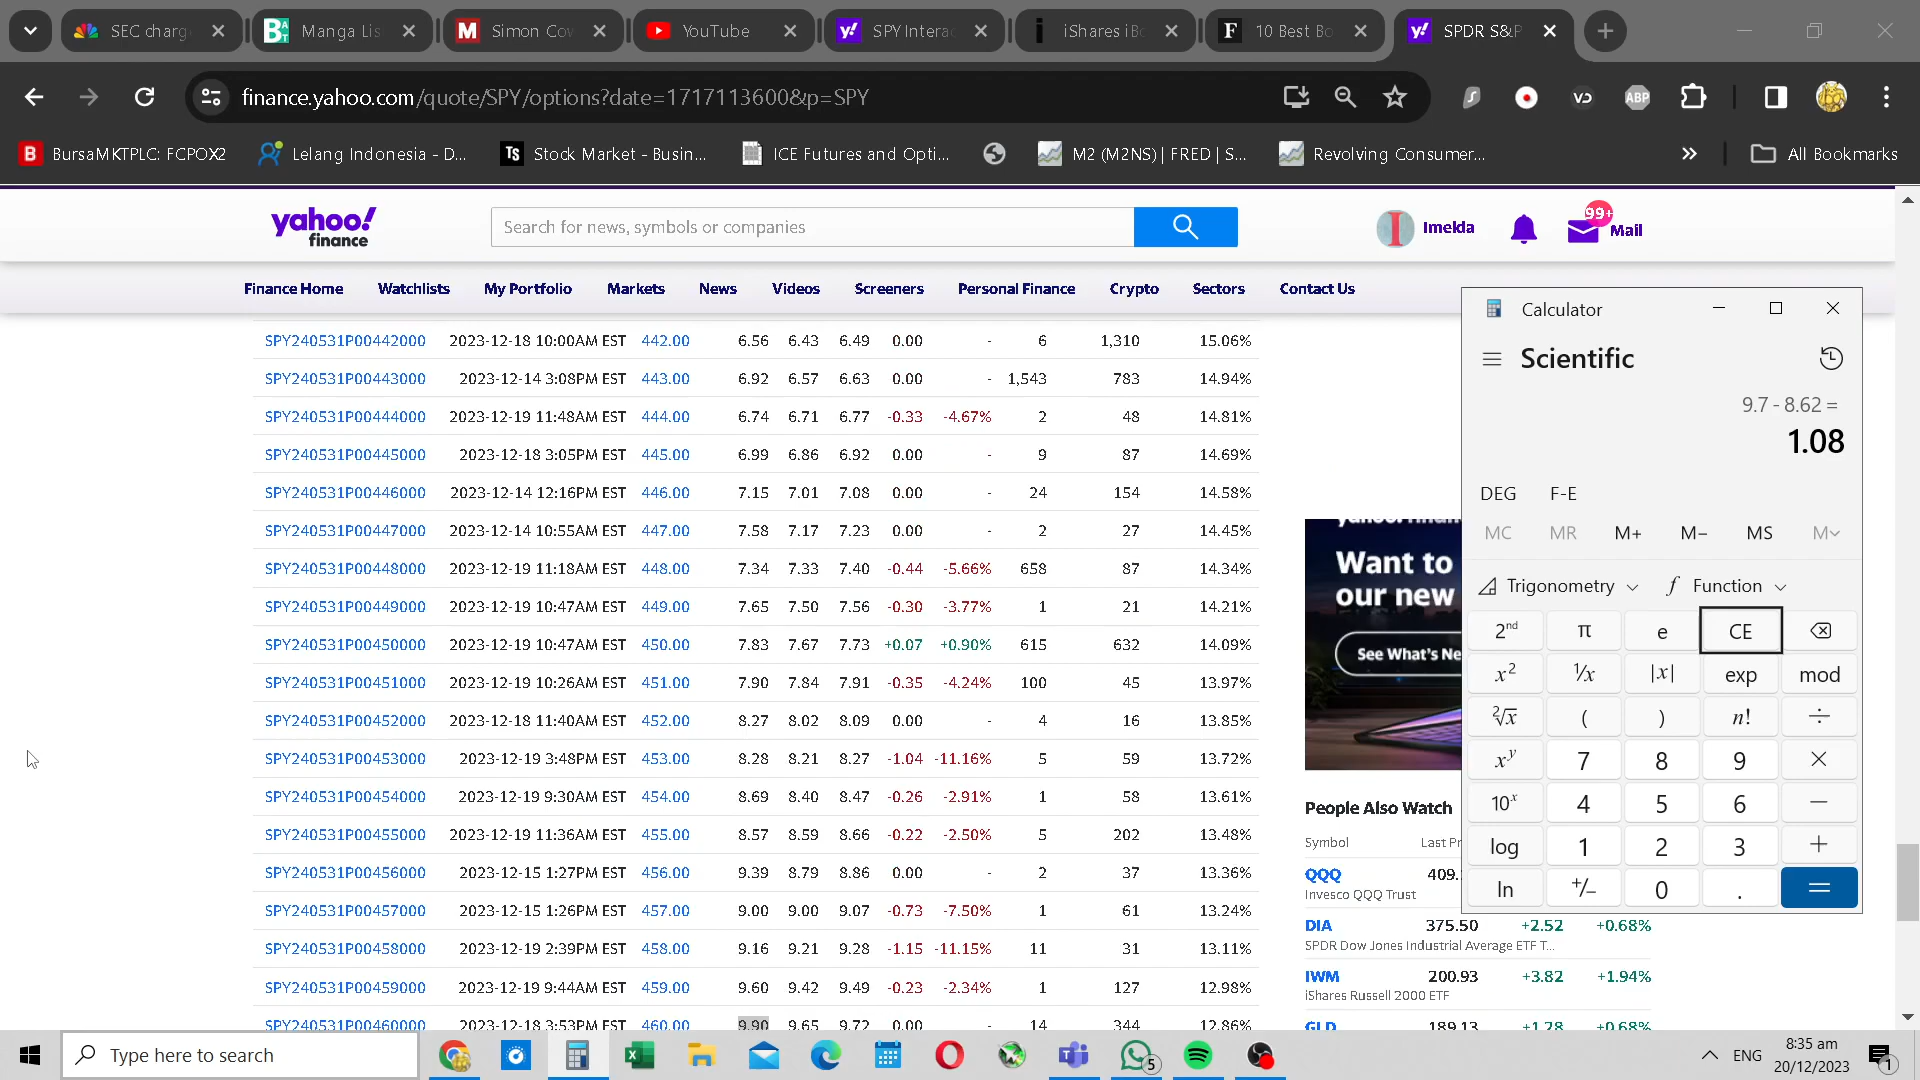 SEC charg
Manga Lis
Simon Cow
YouTube
SPY Interac
iShares iBo
10 Best Bo
SPDR S&P
finance.yahoo.com/quote/SPY/options?date=1717113600&p=SPY
BursaMKTPLC: FCPOX2
Lelang Indonesia - D...
Stock Market - Busin...
ICE Futures and Opti...
M2 (M2NS) | FRED | S...
Revolving Consumer...
All Bookmarks
yahoo! finance
Search for news, symbols or companies
Imelda
99+
Mail
Finance Home Watchlists My Portfolio Markets News Videos Screeners Personal Finance Crypto Sectors Contact Us
SPY240531P00442000 2023-12-18 10:00AM EST 442.00 6.56 6.43 6.49 0.00 - 6 1,310 15.06%
SPY240531P00443000 2023-12-14 3:08PM EST 443.00 6.92 6.57 6.63 0.00 - 1,543 783 14.94%
SPY240531P00444000 2023-12-19 11:48AM EST 444.00 6.74 6.71 6.77 -0.33 -4.67% 2 48 14.81%
SPY240531P00445000 2023-12-18 3:05PM EST 445.00 6.99 6.86 6.92 0.00 - 9 87 14.69%
SPY240531P00446000 2023-12-14 12:16PM EST 446.00 7.15 7.01 7.08 0.00 - 24 154 14.58%
SPY240531P00447000 2023-12-14 10:55AM EST 447.00 7.58 7.17 7.23 0.00 - 2 27 14.45%
SPY240531P00448000 2023-12-19 11:18AM EST 448.00 7.34 7.33 7.40 -0.44 -5.66% 658 87 14.34%
SPY240531P00449000 2023-12-19 10:47AM EST 449.00 7.65 7.50 7.56 -0.30 -3.77% 1 21 14.21%
SPY240531P00450000 2023-12-19 10:47AM EST 450.00 7.83 7.67 7.73 +0.07 +0.90% 615 632 14.09%
SPY240531P00451000 2023-12-19 10:26AM EST 451.00 7.90 7.84 7.91 -0.35 -4.24% 100 45 13.97%
SPY240531P00452000 2023-12-18 11:40AM EST 452.00 8.27 8.02 8.09 0.00 - 4 16 13.85%
SPY240531P00453000 2023-12-19 3:48PM EST 453.00 8.28 8.21 8.27 -1.04 -11.16% 5 59 13.72%
SPY240531P00454000 2023-12-19 9:30AM EST 454.00 8.69 8.40 8.47 -0.26 -2.91% 1 58 13.61%
SPY240531P00455000 2023-12-19 11:36AM EST 455.00 8.57 8.59 8.66 -0.22 -2.50% 5 202 13.48%
SPY240531P00456000 2023-12-15 1:27PM EST 456.00 9.39 8.79 8.86 0.00 - 2 37 13.36%
SPY240531P00457000 2023-12-15 1:26PM EST 457.00 9.00 9.00 9.07 -0.73 -7.50% 1 61 13.24%
SPY240531P00458000 2023-12-19 2:39PM EST 458.00 9.16 9.21 9.28 -1.15 -11.15% 11 31 13.11%
SPY240531P00459000 2023-12-19 9:44AM EST 459.00 9.60 9.42 9.49 -0.23 -2.34% 1 127 12.98%
SPY240531P00460000 2023-12-18 3:53PM EST 460.00 9.90 9.65 9.72 0.00 - 14 344 12.86%
Want to
our new
See What's Ne
People Also Watch
Symbol Last Pr
QQQ 409.
Invesco QQQ Trust
DIA 375.50 +2.52 +0.68%
SPDR Dow Jones Industrial Average ETF T...
IWM 200.93 +3.82 +1.94%
iShares Russell 2000 ETF
GLD 189.13 +1.28 +0.68%
Calculator
Scientific
9.7 - 8.62 =
1.08
DEG F-E
MC MR M+ M- MS M
Trigonometry Function
2nd π e CE
x2 1/x |x| exp mod
2√x ( ) n! ÷
xy 7 8 9 ×
10x 4 5 6 −
log 1 2 3 +
ln +/− 0 . =
Type here to search
5
ENG
8:35 am
20/12/2023
1